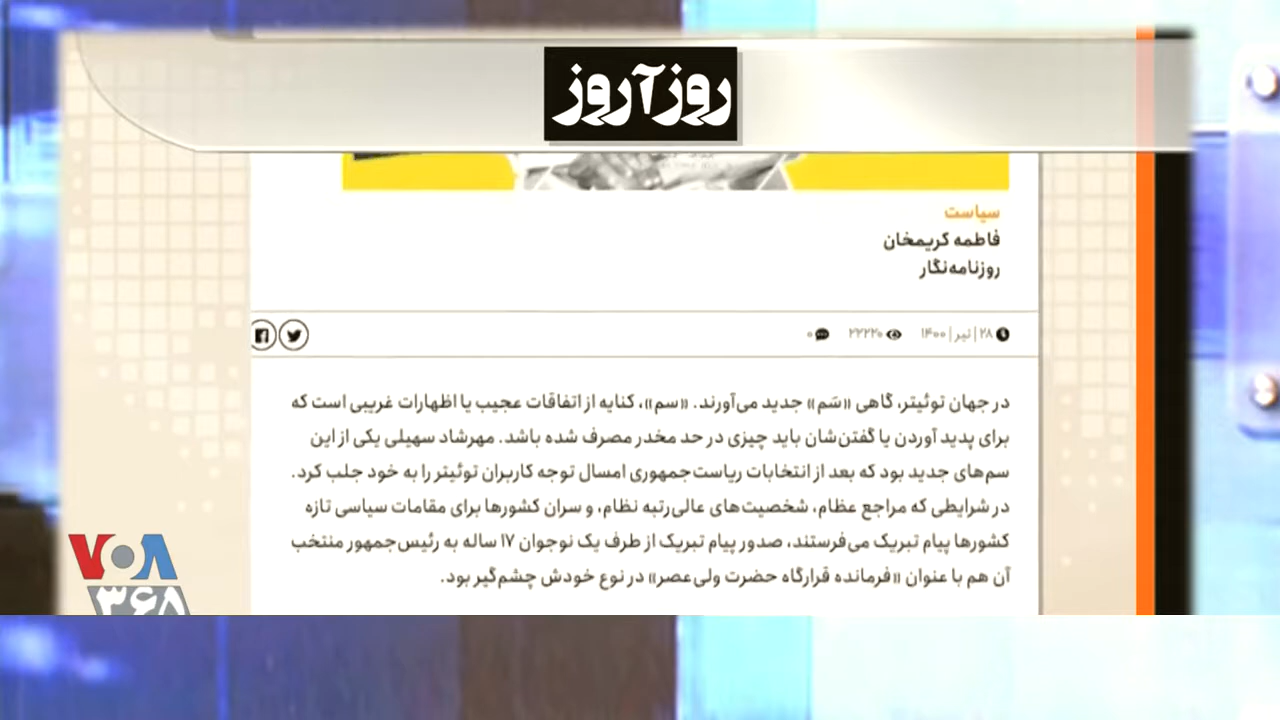 روزآروز
سیاست
فاطمه کریمخان
روزنامه‌نگار
۲۸ | تیر | ۱۴۰۰ ۲۲۲۲۰ ۰
در جهان توئیتر، گاهی «سَم» جدید می‌آورند. «سم»، کنایه از اتفاقات عجیب یا اظهارات غریبی است که
برای پدید آوردن یا گفتن‌شان باید چیزی در حد مخدر مصرف شده باشد. مهرشاد سهیلی یکی از این
سم‌های جدید بود که بعد از انتخابات ریاست‌جمهوری امسال توجه کاربران توئیتر را به خود جلب کرد.
در شرایطی که مراجع عظام، شخصیت‌های عالی‌رتبه نظام، و سران کشورها برای مقامات سیاسی تازه
کشورها پیام تبریک می‌فرستند، صدور پیام تبریک از طرف یک نوجوان ۱۷ ساله به رئیس‌جمهور منتخب
آن هم با عنوان «فرمانده قرارگاه حضرت ولی‌عصر» در نوع خودش چشم‌گیر بود.
VOA
۳۶۵